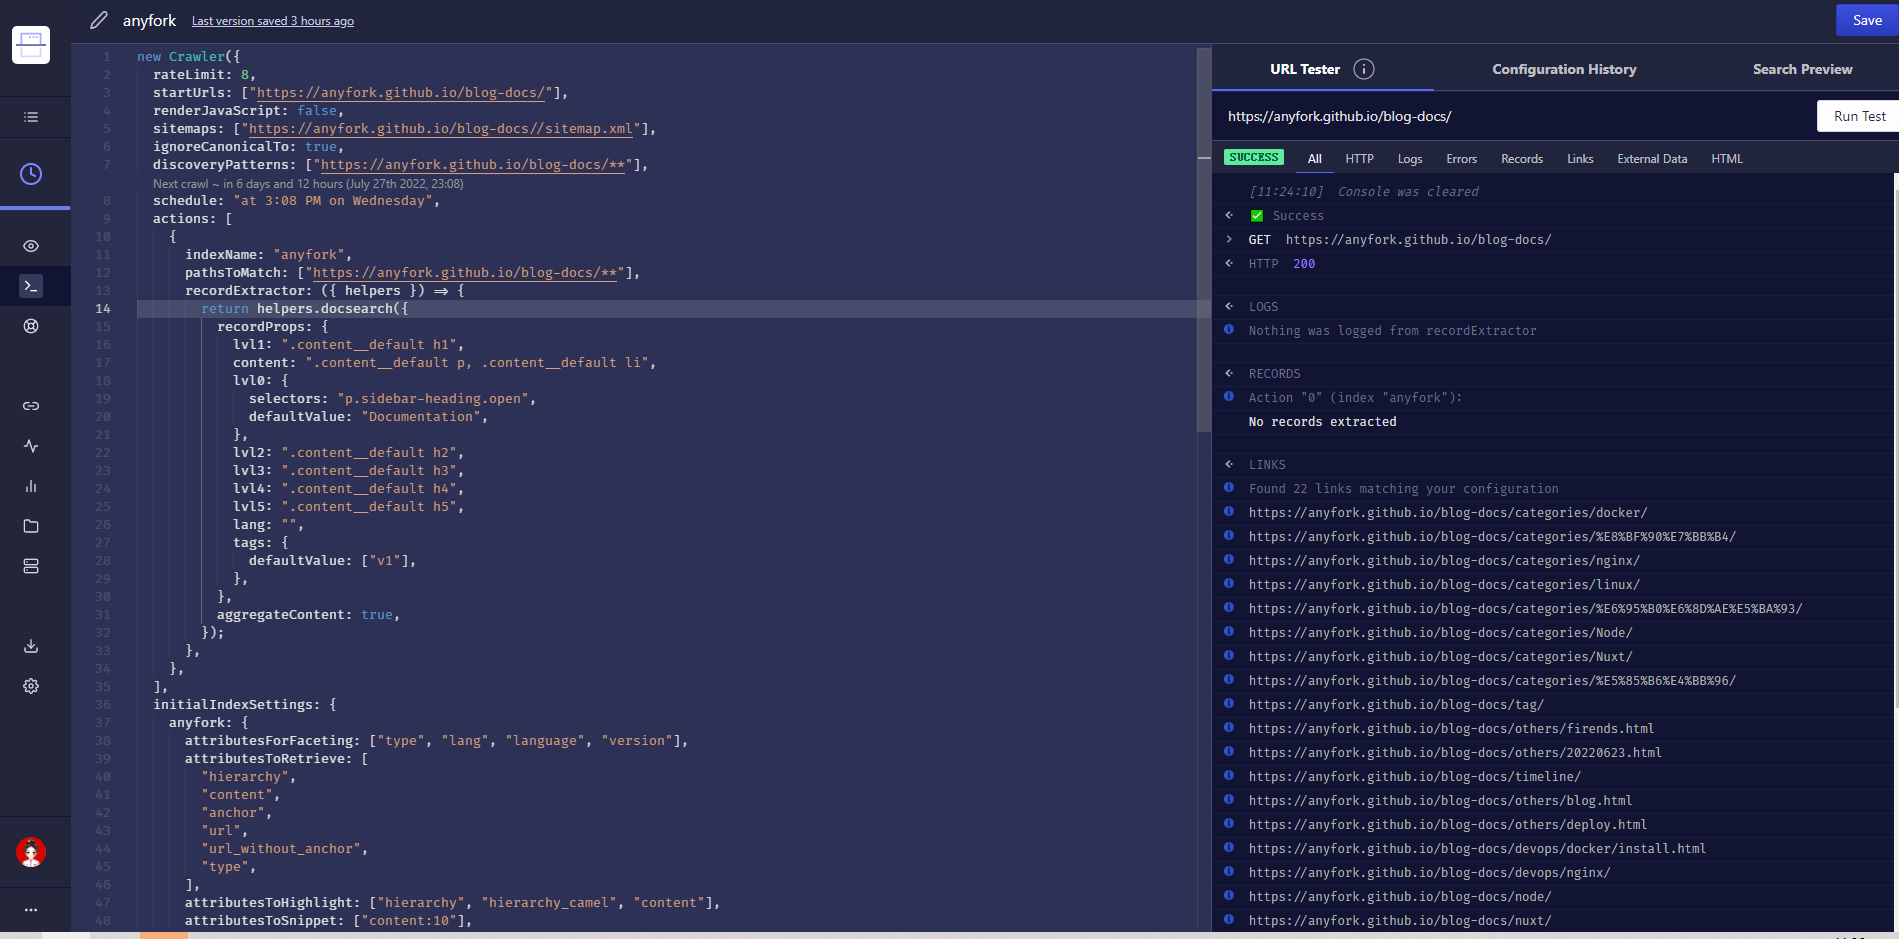 anyfork Last version saved 3 hours ago
Save
1 new Crawler({
2 rateLimit: 8,
3 startUrls: ["https://anyfork.github.io/blog-docs/"],
4 renderJavaScript: false,
5 sitemaps: ["https://anyfork.github.io/blog-docs//sitemap.xml"],
6 ignoreCanonicalTo: true,
7 discoveryPatterns: ["https://anyfork.github.io/blog-docs/**"],
Next crawl ~ in 6 days and 12 hours (July 27th 2022, 23:08)
8 schedule: "at 3:08 PM on Wednesday",
9 actions: [
10 {
11 indexName: "anyfork",
12 pathsToMatch: ["https://anyfork.github.io/blog-docs/**"],
13 recordExtractor: ({ helpers }) => {
14 return helpers.docsearch({
15 recordProps: {
16 lvl1: ".content__default h1",
17 content: ".content__default p, .content__default li",
18 lvl0: {
19 selectors: "p.sidebar-heading.open",
20 defaultValue: "Documentation",
21 },
22 lvl2: ".content__default h2",
23 lvl3: ".content__default h3",
24 lvl4: ".content__default h4",
25 lvl5: ".content__default h5",
26 lang: "",
27 tags: {
28 defaultValue: ["v1"],
29 },
30 },
31 aggregateContent: true,
32 });
33 },
34 },
35 ],
36 initialIndexSettings: {
37 anyfork: {
38 attributesForFaceting: ["type", "lang", "language", "version"],
39 attributesToRetrieve: [
40 "hierarchy",
41 "content",
42 "anchor",
43 "url",
44 "url_without_anchor",
45 "type",
46 ],
47 attributesToHighlight: ["hierarchy", "hierarchy_camel", "content"],
48 attributesToSnippet: ["content:10"],
URL Tester Configuration History Search Preview
https://anyfork.github.io/blog-docs/ Run Test
SUCCESS All HTTP Logs Errors Records Links External Data HTML
[11:24:10] Console was cleared
Success
GET https://anyfork.github.io/blog-docs/
HTTP 200
LOGS
Nothing was logged from recordExtractor
RECORDS
Action "0" (index "anyfork"):
No records extracted
LINKS
Found 22 links matching your configuration
https://anyfork.github.io/blog-docs/categories/docker/
https://anyfork.github.io/blog-docs/categories/%E8%BF%90%E7%BB%B4/
https://anyfork.github.io/blog-docs/categories/nginx/
https://anyfork.github.io/blog-docs/categories/linux/
https://anyfork.github.io/blog-docs/categories/%E6%95%B0%E6%8D%AE%E5%BA%93/
https://anyfork.github.io/blog-docs/categories/Node/
https://anyfork.github.io/blog-docs/categories/Nuxt/
https://anyfork.github.io/blog-docs/categories/%E5%85%B6%E4%BB%96/
https://anyfork.github.io/blog-docs/tag/
https://anyfork.github.io/blog-docs/others/firends.html
https://anyfork.github.io/blog-docs/others/20220623.html
https://anyfork.github.io/blog-docs/timeline/
https://anyfork.github.io/blog-docs/others/blog.html
https://anyfork.github.io/blog-docs/others/deploy.html
https://anyfork.github.io/blog-docs/devops/docker/install.html
https://anyfork.github.io/blog-docs/devops/nginx/
https://anyfork.github.io/blog-docs/node/
https://anyfork.github.io/blog-docs/nuxt/